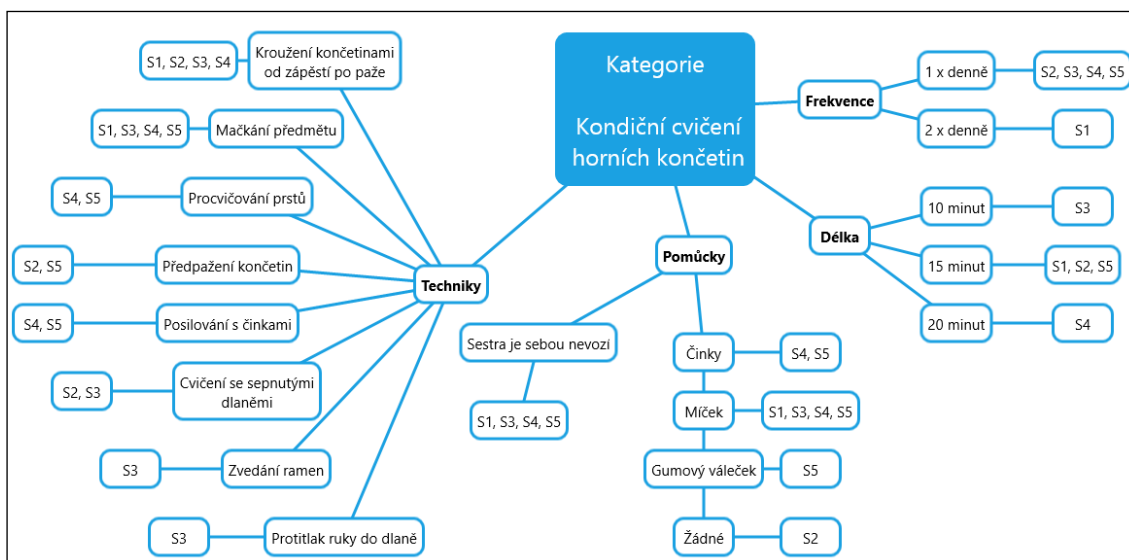 Kategorie
Kondiční cvičení
horních končetin
Techniky
S1, S2, S3, S4
Kroužení končetinami
od zápěstí po paže
S1, S3, S4, S5
Mačkání předmětu
S4, S5
Procvičování prstů
S2, S5
Předpažení končetin
S4, S5
Posilování s činkami
S2, S3
Cvičení se sepnutými
dlaněmi
S3
Zvedání ramen
S3
Protitlak ruky do dlaně
Pomůcky
Sestra je sebou nevozí
S1, S3, S4, S5
Činky
S4, S5
Míček
S1, S3, S4, S5
Gumový váleček
S5
Žádné
S2
Frekvence
1 x denně
S2, S3, S4, S5
2 x denně
S1
Délka
10 minut
S3
15 minut
S1, S2, S5
20 minut
S4